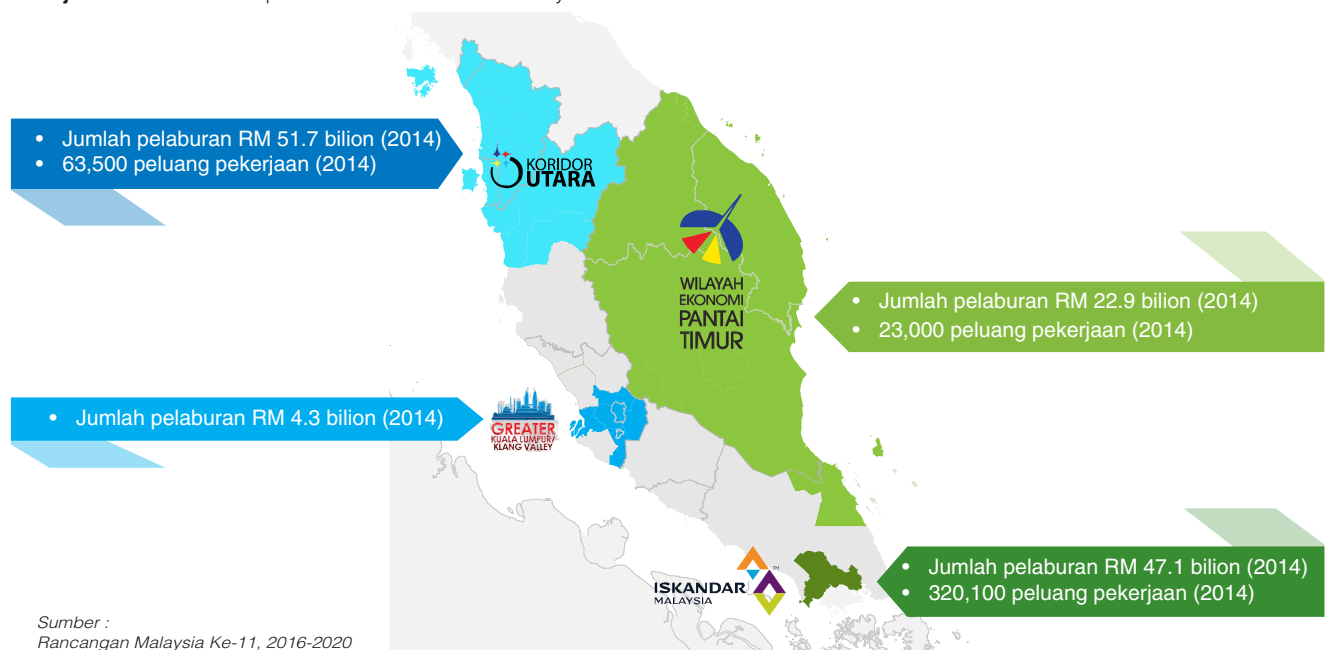 • Jumlah pelaburan RM 51.7 bilion (2014)
• 63,500 peluang pekerjaan (2014)
KORIDOR
UTARA
WILAYAH
EKONOMI
PANTAI
TIMUR
• Jumlah pelaburan RM 22.9 bilion (2014)
• 23,000 peluang pekerjaan (2014)
• Jumlah pelaburan RM 4.3 bilion (2014)
GREATER
KUALA LUMPUR/
KLANG VALLEY
ISKANDAR
MALAYSIA
TM
• Jumlah pelaburan RM 47.1 bilion (2014)
• 320,100 peluang pekerjaan (2014)
Sumber :
Rancangan Malaysia Ke-11, 2016-2020